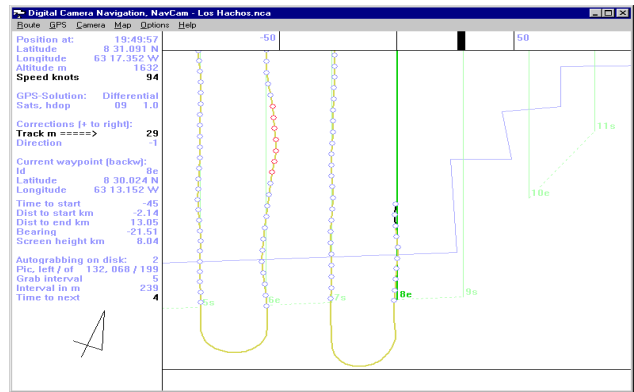 Digital Camera Navigation, NavCam - Los Hachos.nca
Route GPS Camera Map Options Help
Position at: 19:49:57
Latitude 8 31.091 N
Longitude 63 17.352 W
Altitude m 1632
Speed knots 94
GPS-Solution: Differential
Sats, hdop 09 1.0
Corrections (+ to right):
Track m =====> 29
Direction -1
Current waypoint (backw):
Id 8e
Latitude 8 30.024 N
Longitude 63 13.152 W
Time to start -45
Dist to start km -2.14
Dist to end km 13.05
Bearing -21.51
Screen height km 8.04
Autograbbing on disk: 2
Pic, left / of 132, 068 / 199
Grab interval 5
Interval in m 239
Time to next 4
-50 50
11s
10e
9s
8e
7s
6e
5s